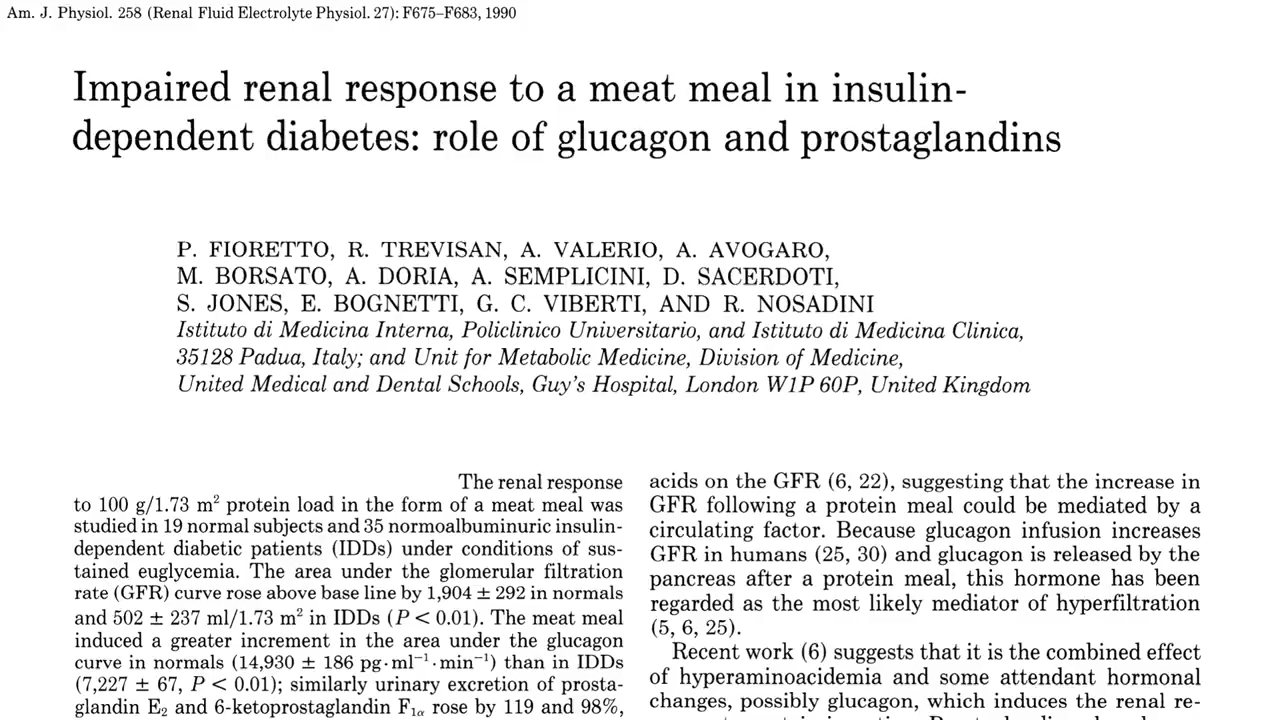 Am. J. Physiol. 258 (Renal Fluid Electrolyte Physiol. 27): F675–F683, 1990
Impaired renal response to a meat meal in insulin-
dependent diabetes: role of glucagon and prostaglandins
P. FIORETTO, R. TREVISAN, A. VALERIO, A. AVOGARO,
M. BORSATO, A. DORIA, A. SEMPLICINI, D. SACERDOTI,
S. JONES, E. BOGNETTI, G. C. VIBERTI, AND R. NOSADINI
Istituto di Medicina Interna, Policlinico Universitario, and Istituto di Medicina Clinica,
35128 Padua, Italy; and Unit for Metabolic Medicine, Division of Medicine,
United Medical and Dental Schools, Guy's Hospital, London W1P 60P, United Kingdom
The renal response
to 100 g/1.73 m² protein load in the form of a meat meal was
studied in 19 normal subjects and 35 normoalbuminuric insulin-
dependent diabetic patients (IDDs) under conditions of sus-
tained euglycemia. The area under the glomerular filtration
rate (GFR) curve rose above base line by 1,904 ± 292 in normals
and 502 ± 237 ml/1.73 m² in IDDs (P < 0.01). The meat meal
induced a greater increment in the area under the glucagon
curve in normals (14,930 ± 186 pg·ml⁻¹·min⁻¹) than in IDDs
(7,227 ± 67, P < 0.01); similarly urinary excretion of prosta-
glandin E₂ and 6-ketoprostaglandin F₁α rose by 119 and 98%,
acids on the GFR (6, 22), suggesting that the increase in
GFR following a protein meal could be mediated by a
circulating factor. Because glucagon infusion increases
GFR in humans (25, 30) and glucagon is released by the
pancreas after a protein meal, this hormone has been
regarded as the most likely mediator of hyperfiltration
(5, 6, 25).
Recent work (6) suggests that it is the combined effect
of hyperaminoacidemia and some attendant hormonal
changes, possibly glucagon, which induces the renal re-